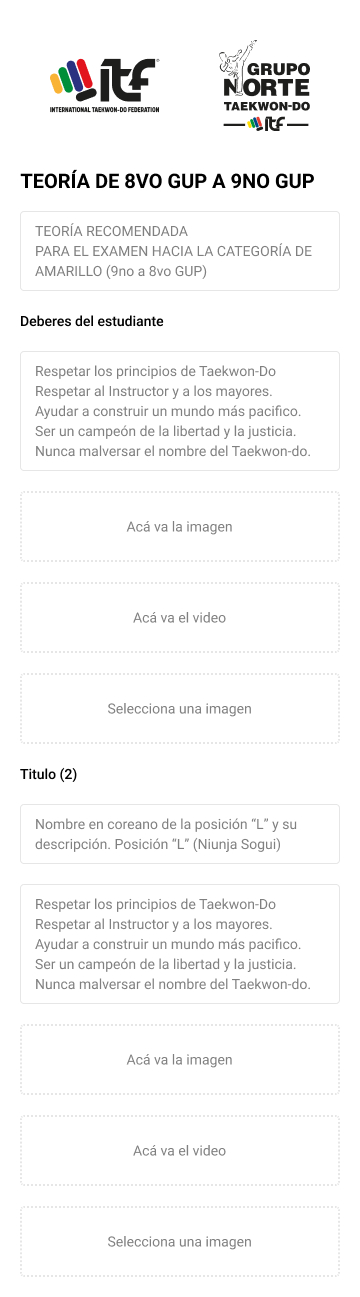 itf
INTERNATIONAL TAEKWON-DO FEDERATION
GRUPO
NORTE
TAEKWON-DO
itf
TEORÍA DE 8VO GUP A 9NO GUP
TEORÍA RECOMENDADA
PARA EL EXAMEN HACIA LA CATEGORÍA DE
AMARILLO (9no a 8vo GUP)
Deberes del estudiante
Respetar los principios de Taekwon-Do
Respetar al Instructor y a los mayores.
Ayudar a construir un mundo más pacifico.
Ser un campeón de la libertad y la justicia.
Nunca malversar el nombre del Taekwon-do.
Acá va la imagen
Acá va el video
Selecciona una imagen
Titulo (2)
Nombre en coreano de la posición “L” y su
descripción. Posición “L” (Niunja Sogui)
Respetar los principios de Taekwon-Do
Respetar al Instructor y a los mayores.
Ayudar a construir un mundo más pacifico.
Ser un campeón de la libertad y la justicia.
Nunca malversar el nombre del Taekwon-do.
Acá va la imagen
Acá va el video
Selecciona una imagen